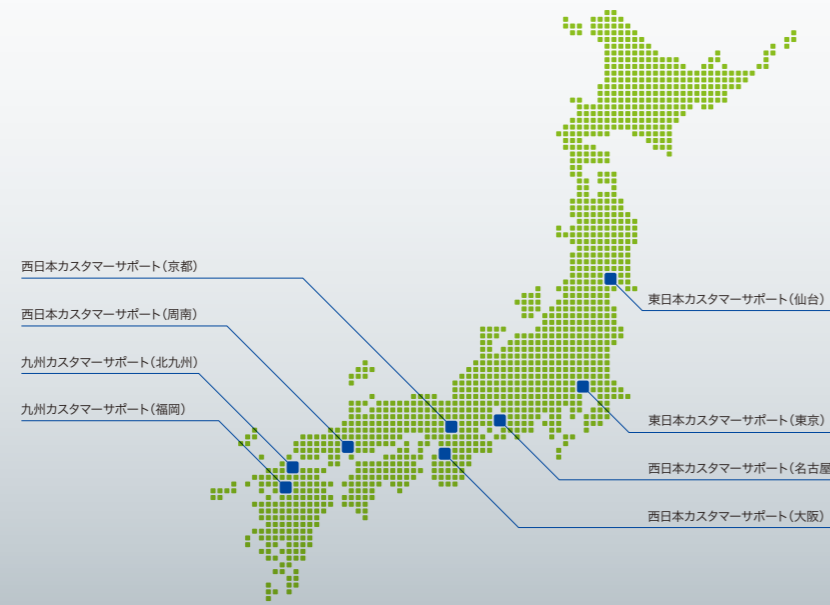 西日本カスタマーサポート（京都）
西日本カスタマーサポート（周南）
九州カスタマーサポート（北九州）
九州カスタマーサポート（福岡）
東日本カスタマーサポート（仙台）
東日本カスタマーサポート（東京）
西日本カスタマーサポート（名古屋
西日本カスタマーサポート（大阪）